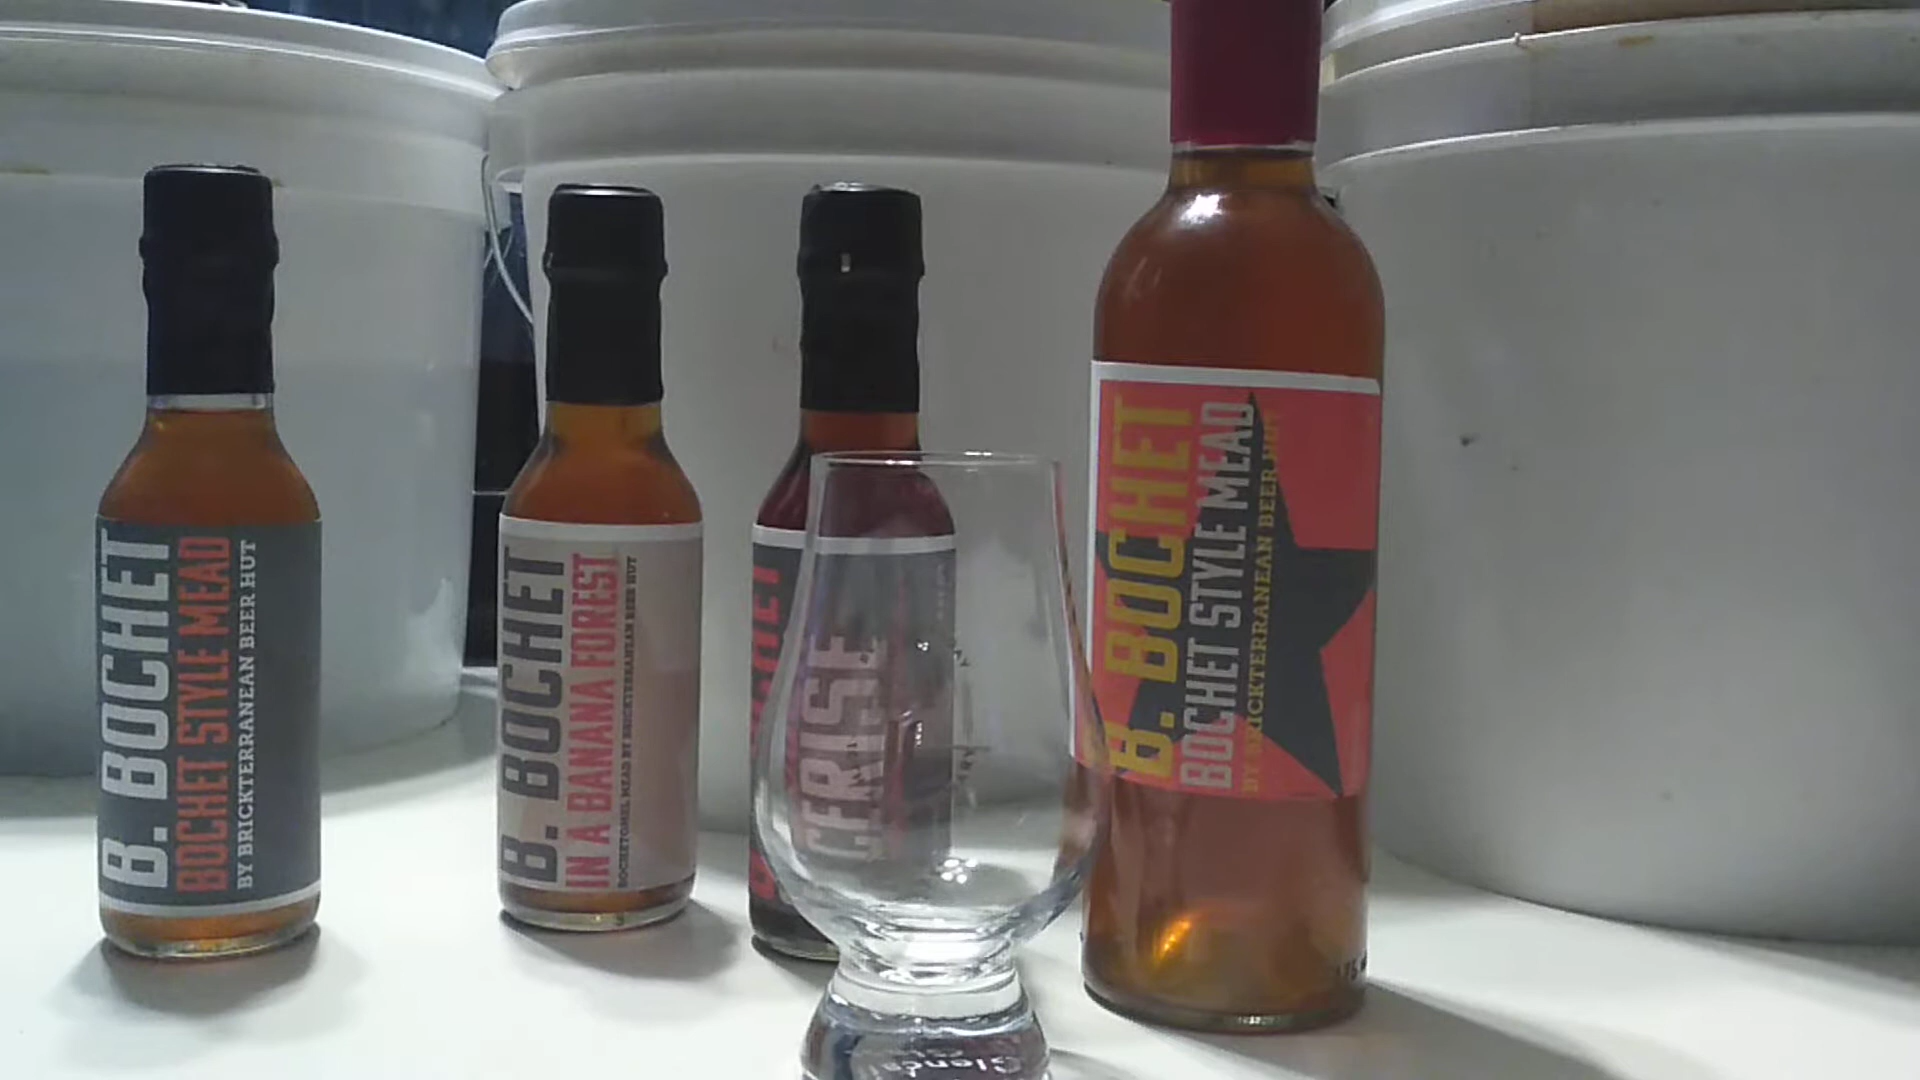 B. BOCHET
BOCHET STYLE MEAD
BY BRICKTERRANEAN BEER HUT
B. BOCHET
IN A BANANA FOREST
BOCHETOMEL MEAD BY BRICKTERRANEAN BEER HUT
CERISE
B. BOCHET
BOCHET STYLE MEAD
BY BRICKTERRANEAN BEER HUT